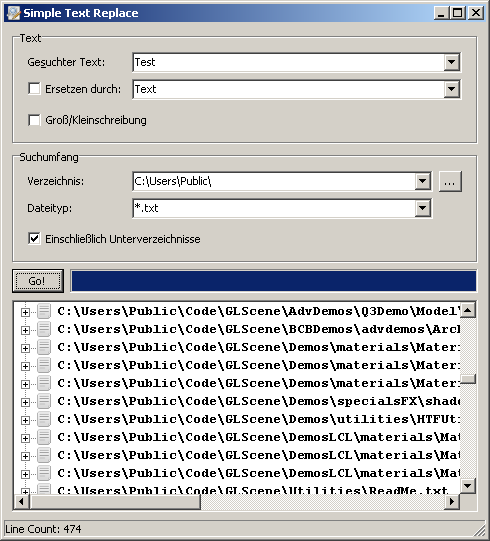 Simple Text Replace
Text
Gesuchter Text: Test
Ersetzen durch: Text
Groß/Kleinschreibung
Suchumfang
Verzeichnis: C:\Users\Public\ ...
Dateityp: *.txt
Einschließlich Unterverzeichnisse
Go!
C:\Users\Public\Code\GLScene\AdvDemos\Q3Demo\Model\
C:\Users\Public\Code\GLScene\BCBDemos\advdemos\Arc
C:\Users\Public\Code\GLScene\Demos\materials\Mater
C:\Users\Public\Code\GLScene\Demos\materials\Mater
C:\Users\Public\Code\GLScene\Demos\materials\Mater
C:\Users\Public\Code\GLScene\Demos\specialsFX\shad
C:\Users\Public\Code\GLScene\Demos\utilities\HTFUt
C:\Users\Public\Code\GLScene\DemosLCL\materials\Ma
C:\Users\Public\Code\GLScene\DemosLCL\materials\Ma
C:\Users\Public\Code\GLScene\DemosLCL\materials\Ma
C:\Users\Public\Code\GLScene\Utilities\ReadMe.txt
Line Count: 474